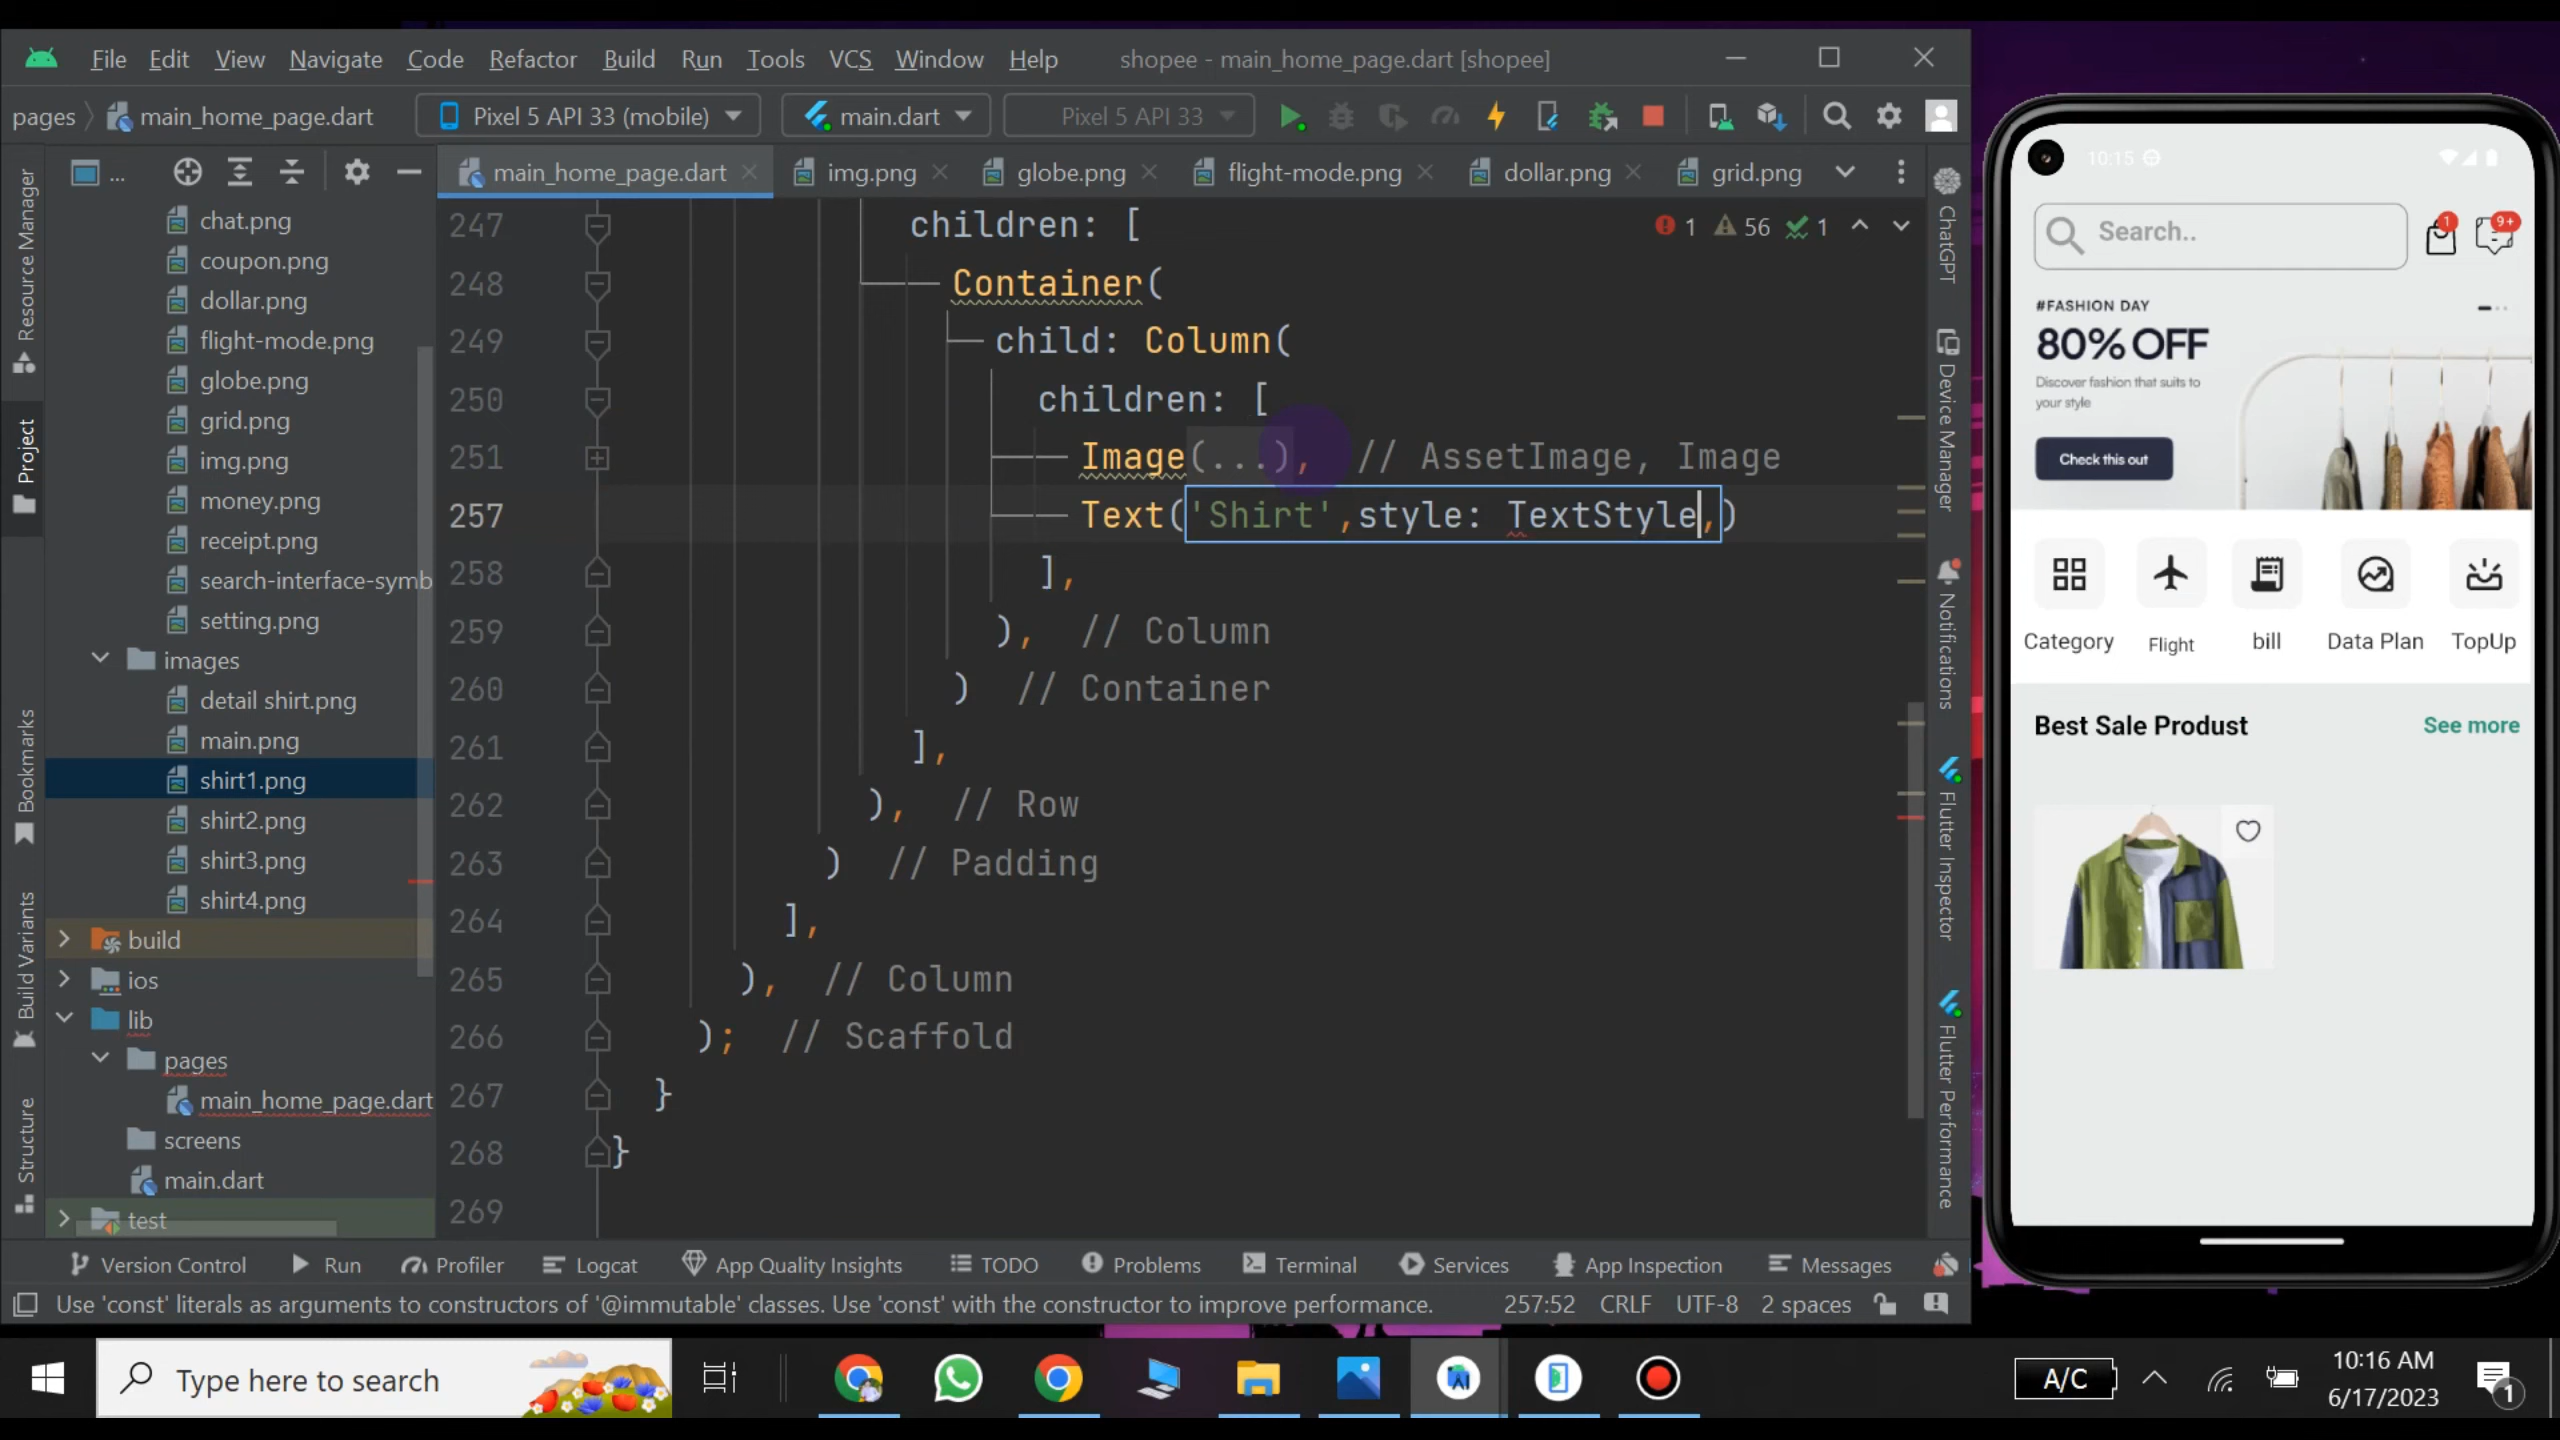 File Edit View Navigate Code Refactor Build Run Tools VCS Window Help shopee - main_home_page.dart [shopee]
pages main_home_page.dart Pixel 5 API 33 (mobile) main.dart Pixel 5 API 33
...
main_home_page.dart img.png globe.png flight-mode.png dollar.png grid.png
Resource Manager
Project
Bookmarks
Build Variants
Structure
chat.png
coupon.png
dollar.png
flight-mode.png
globe.png
grid.png
img.png
money.png
receipt.png
search-interface-symb
setting.png
images
detail shirt.png
main.png
shirt1.png
shirt2.png
shirt3.png
shirt4.png
build
ios
lib
pages
main_home_page.dart
screens
main.dart
test
1 56 1
247 children: [
248 Container(
249 child: Column(
250 children: [
251 Image(...), // AssetImage, Image
257 Text('Shirt',style: TextStyle,)
258 ],
259 ), // Column
260 ) // Container
261 ],
262 ), // Row
263 ) // Padding
264 ],
265 ), // Column
266 ); // Scaffold
267 }
268 }
269
ChatGPT
Device Manager
Notifications
Flutter Inspector
Flutter Performance
Version Control Run Profiler Logcat App Quality Insights TODO Problems Terminal Services App Inspection Messages
Use 'const' literals as arguments to constructors of '@immutable' classes. Use 'const' with the constructor to improve performance. 257:52 CRLF UTF-8 2 spaces
10:15
Search..
1
9+
#FASHION DAY
80% OFF
Discover fashion that suits to
your style
Check this out
Category Flight bill Data Plan TopUp
Best Sale Produst See more
Type here to search
A/C
10:16 AM
6/17/2023
1